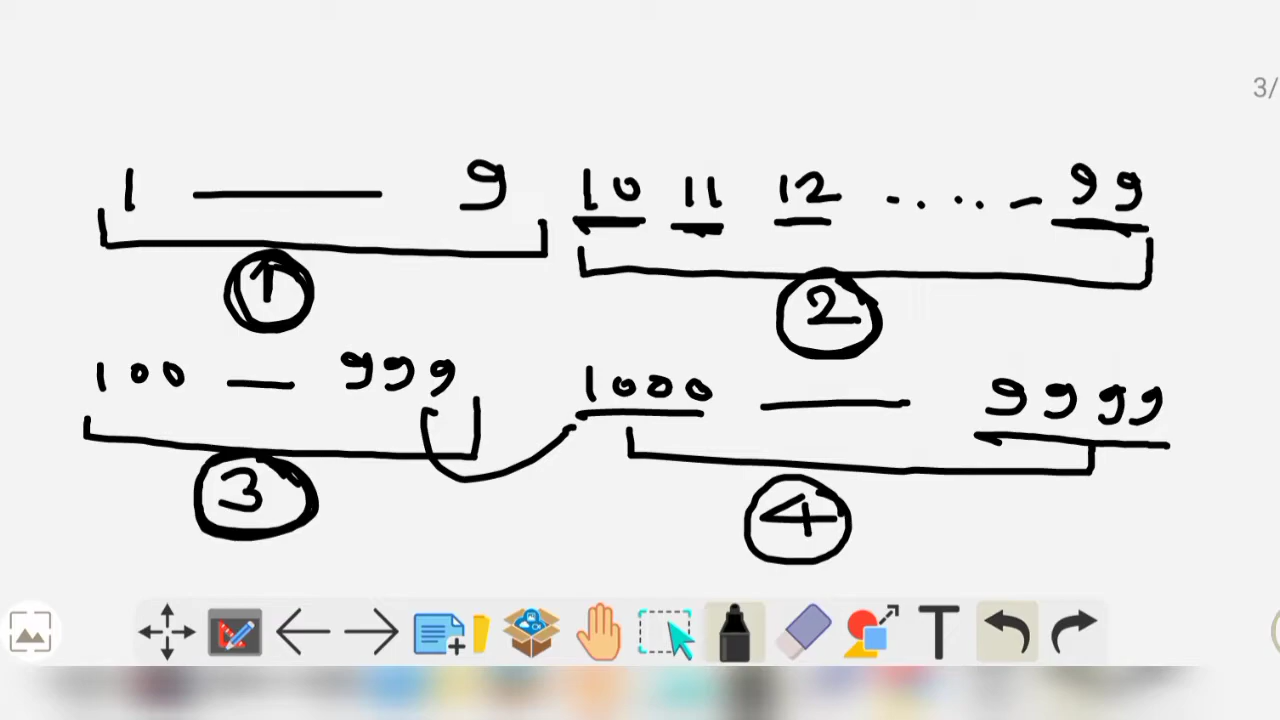 3/
1 — 9 10 11 12 ..... - 99
1 2
100 — 999 1000 — 9999
3 4
T